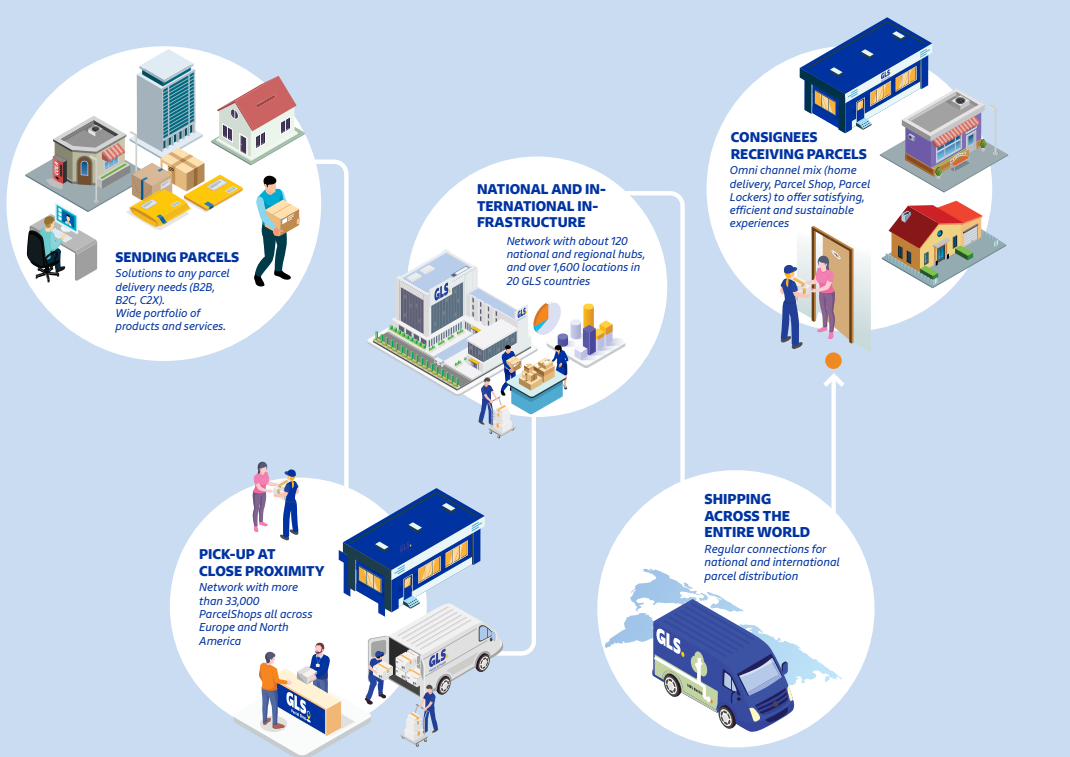 SENDING PARCELS
Solutions to any parcel
delivery needs (B2B,
B2C, C2X).
Wide portfolio of
products and services.
PICK-UP AT
CLOSE PROXIMITY
Network with more
than 33,000
ParcelShops all across
Europe and North
America
GLS
GLS
NATIONAL AND IN-
TERNATIONAL IN-
FRASTRUCTURE
Network with about 120
national and regional hubs,
and over 1,600 locations in
20 GLS countries
GLS
GLS
SHIPPING
ACROSS THE
ENTIRE WORLD
Regular connections for
national and international
parcel distribution
GLS.
GLS
CONSIGNEES
RECEIVING PARCELS
Omni channel mix (home
delivery, Parcel Shop, Parcel
Lockers) to offer satisfying,
efficient and sustainable
experiences